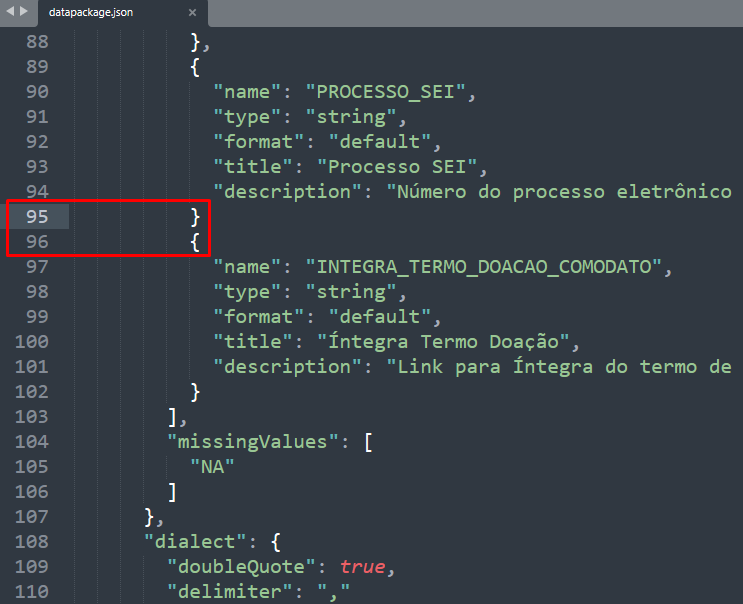 datapackage.json ×
88 },
89 {
90 "name": "PROCESSO_SEI",
91 "type": "string",
92 "format": "default",
93 "title": "Processo SEI",
94 "description": "Número do processo eletrônico
95 }
96 {
97 "name": "INTEGRA_TERMO_DOACAO_COMODATO",
98 "type": "string",
99 "format": "default",
100 "title": "Íntegra Termo Doação",
101 "description": "Link para Íntegra do termo de
102 }
103 ],
104 "missingValues": [
105 "NA"
106 ]
107 },
108 "dialect": {
109 "doubleQuote": true,
110 "delimiter": ","